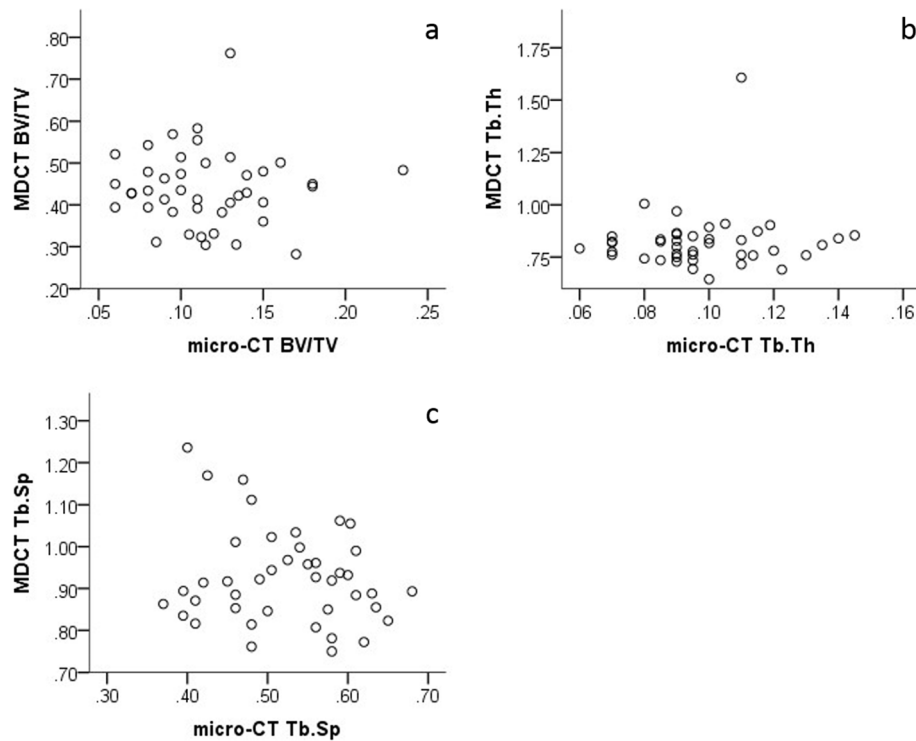 a
MDCT BV/TV
.80
.70
.60
.50
.40
.30
.20
.05 .10 .15 .20 .25
micro-CT BV/TV
b
MDCT Tb.Th
1.75
1.50
1.25
1.00
.75
.06 .08 .10 .12 .14 .16
micro-CT Tb.Th
c
MDCT Tb.Sp
1.30
1.20
1.10
1.00
.90
.80
.70
.30 .40 .50 .60 .70
micro-CT Tb.Sp